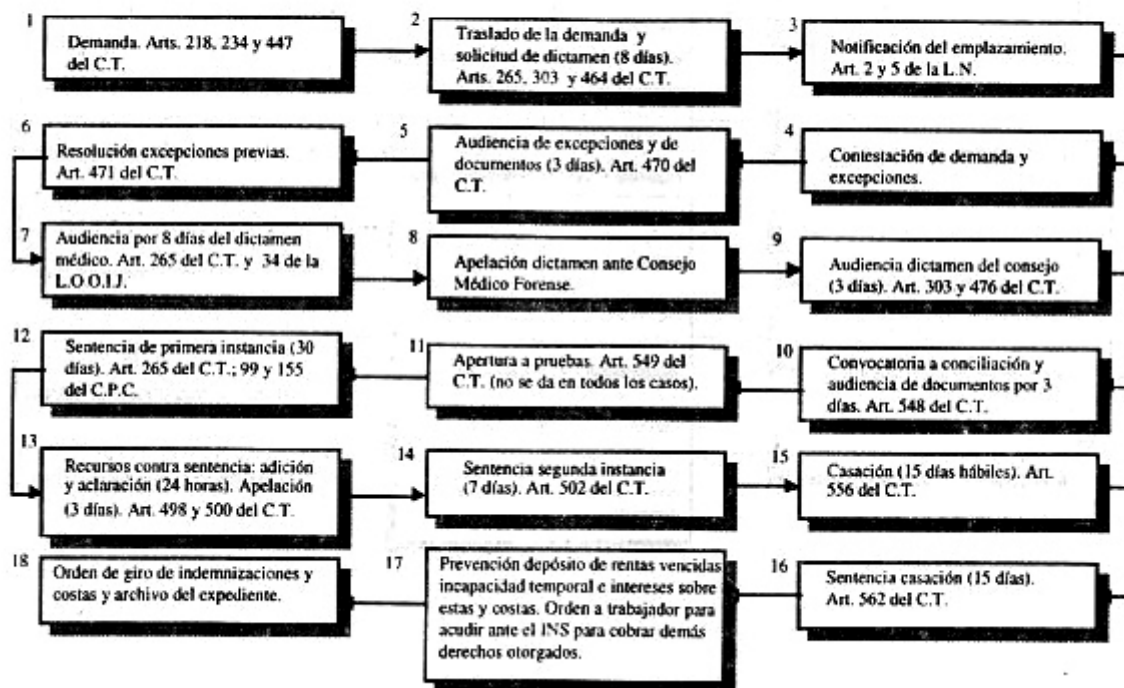 1
Demanda. Arts. 218, 234 y 447
del C.T.
2
Traslado de la demanda y
solicitud de dictamen (8 días).
Arts. 265, 303 y 464 del C.T.
3
Notificación del emplazamiento.
Art. 2 y 5 de la L.N.
4
Contestación de demanda y
excepciones.
5
Audiencia de excepciones y de
documentos (3 días). Art. 470 del
C.T.
6
Resolución excepciones previas.
Art. 471 del C.T.
7
Audiencia por 8 días del dictamen
médico. Art. 265 del C.T. y 34 de la
L.O O.I.J.
8
Apelación dictamen ante Consejo
Médico Forense.
9
Audiencia dictamen del consejo
(3 días). Art. 303 y 476 del C.T.
10
Convocatoria a conciliación y
audiencia de documentos por 3
días. Art. 548 del C.T.
11
Apertura a pruebas. Art. 549 del
C.T. (no se da en todos los casos).
12
Sentencia de primera instancia (30
días). Art. 265 del C.T.; 99 y 155
del C.P.C.
13
Recursos contra sentencia: adición
y aclaración (24 horas). Apelación
(3 días). Art. 498 y 500 del C.T.
14
Sentencia segunda instancia
(7 días). Art. 502 del C.T.
15
Casación (15 días hábiles). Art.
556 del C.T.
16
Sentencia casación (15 días).
Art. 562 del C.T.
17
Prevención depósito de rentas vencidas
incapacidad temporal e intereses sobre
estas y costas. Orden a trabajador para
acudir ante el INS para cobrar demás
derechos otorgados.
18
Orden de giro de indemnizaciones y
costas y archivo del expediente.